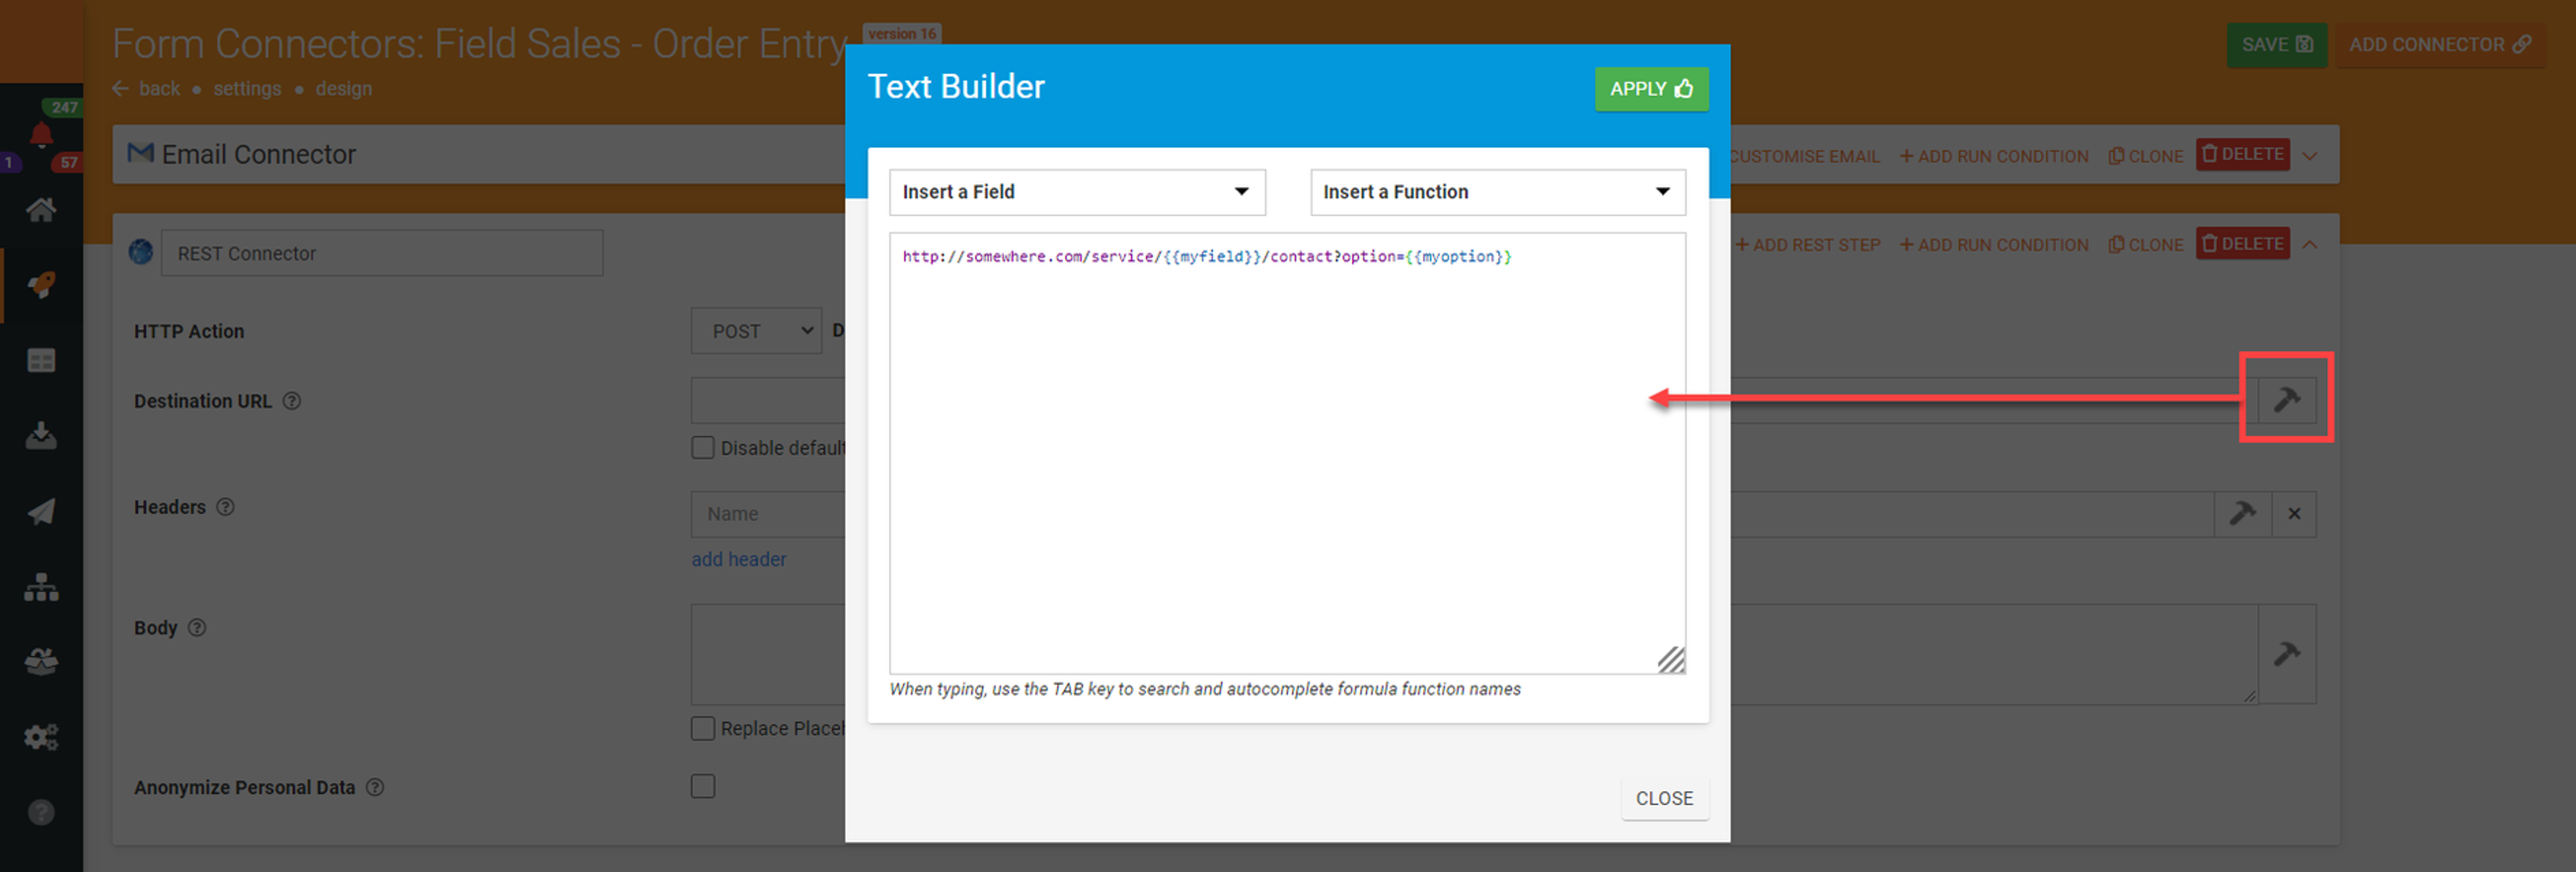 Form Connectors: Field Sales - Order Entry version 16
SAVE ADD CONNECTOR
back • settings • design
247
1 57
Email Connector
CUSTOMISE EMAIL + ADD RUN CONDITION CLONE DELETE
REST Connector
+ ADD REST STEP + ADD RUN CONDITION CLONE DELETE
HTTP Action POST D
Destination URL
Disable default
Headers Name
add header
Body
Replace Placeh
Anonymize Personal Data
Text Builder APPLY
Insert a Field Insert a Function
http://somewhere.com/service/{{myfield}}/contact?option={{myoption}}
When typing, use the TAB key to search and autocomplete formula function names
CLOSE